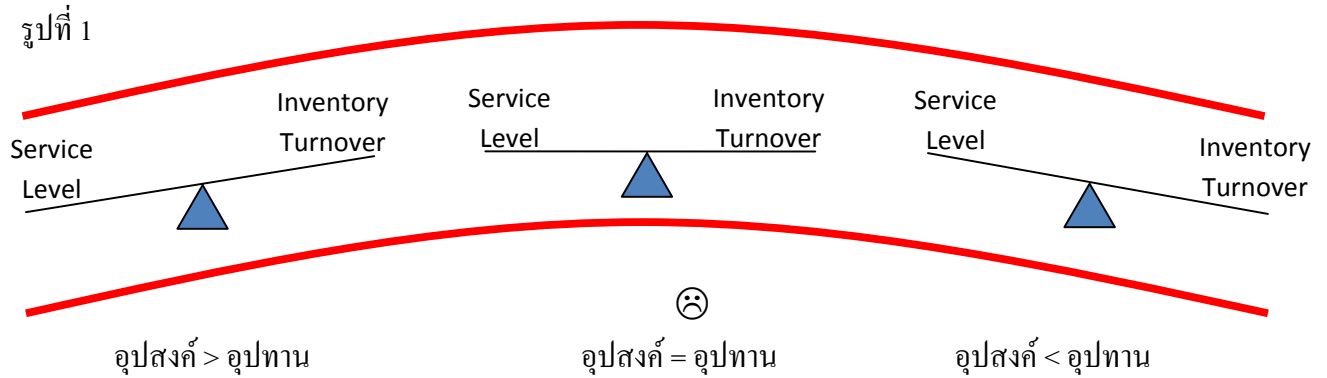 รูปที่ 1
Service
Level
Inventory
Turnover
Service
Level
Inventory
Turnover
Service
Level
Inventory
Turnover
อุปสงค์ > อุปทาน
อุปสงค์ = อุปทาน
อุปสงค์ < อุปทาน